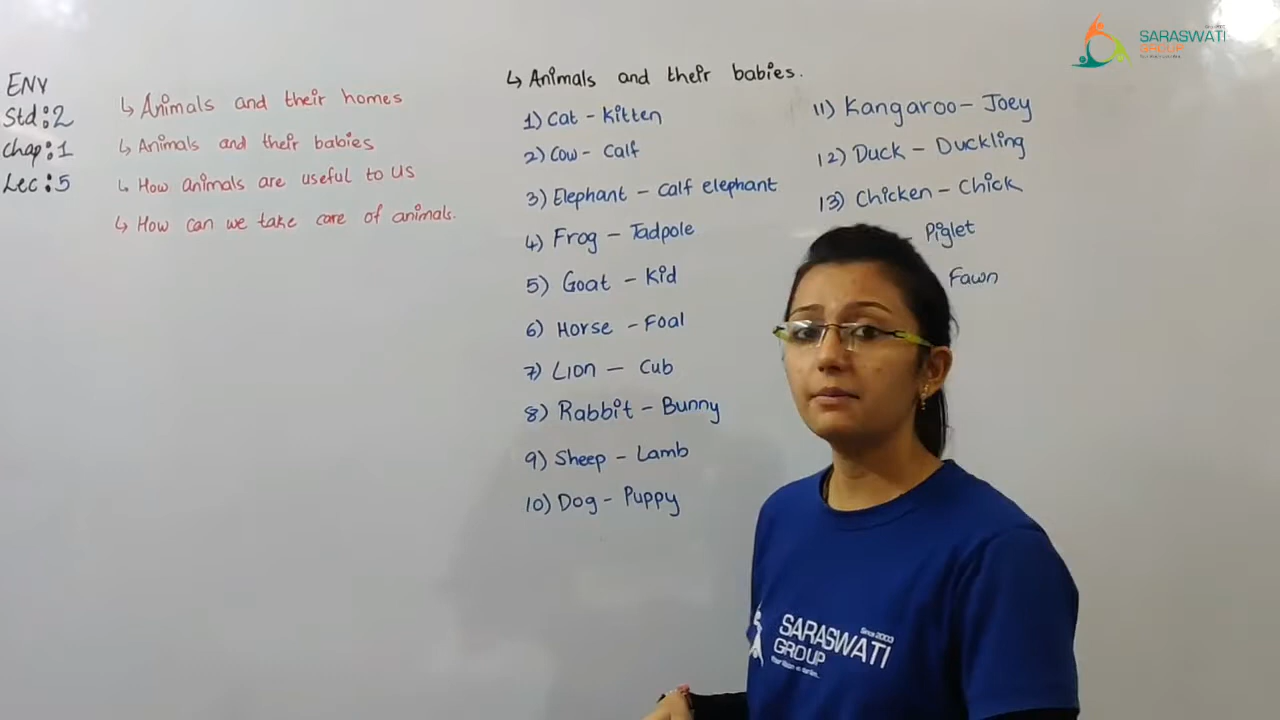 ENV
Std:2
Chap:1
Lec:5
↳ Animals and their homes
↳ Animals and their babies
↳ How animals are useful to us
↳ How can we take care of animals.
↳ Animals and their babies.
1) Cat - Kitten
2) Cow - Calf
3) Elephant - Calf elephant
4) Frog - Tadpole
5) Goat - Kid
6) Horse - Foal
7) Lion - Cub
8) Rabbit - Bunny
9) Sheep - Lamb
10) Dog - Puppy
11) Kangaroo - Joey
12) Duck - Duckling
13) Chicken - Chick
- Piglet
Fawn
SARASWATI
GROUP
Since 2003
SARASWATI
GROUP